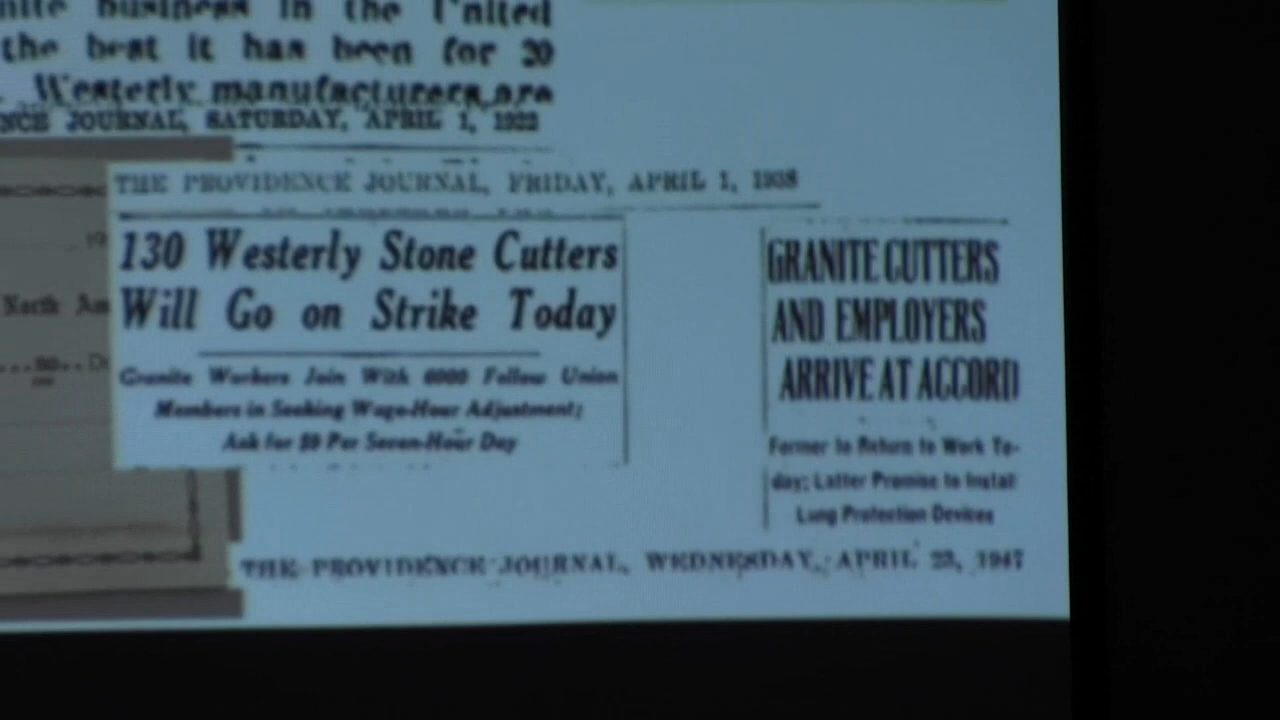 business in the United
the best it has been for 20
Westerly manufacturers are
JOURNAL, SATURDAY, APRIL 1, 1922
THE PROVIDENCE JOURNAL, FRIDAY, APRIL 1, 1938
130 Westerly Stone Cutters
Will Go on Strike Today
Granite Workers Join With 6000 Fellow Union
Members in Seeking Wage-Hour Adjustment;
Ask for $9 Per Seven-Hour Day
GRANITE CUTTERS
AND EMPLOYERS
ARRIVE AT ACCORD
Former to Return to Work To-
day; Latter Promise to Install
Lung Protection Devices
THE PROVIDENCE JOURNAL, WEDNESDAY, APRIL 23, 1947
North